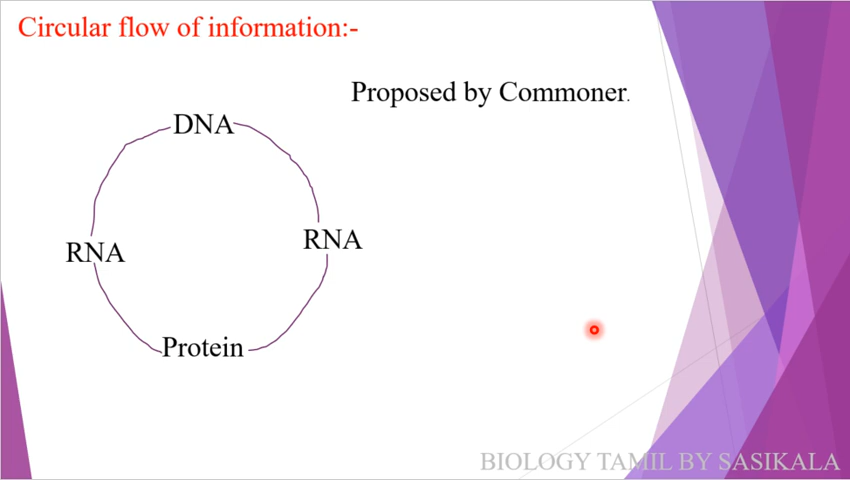 Circular flow of information:-
Proposed by Commoner.
DNA
RNA
RNA
Protein
BIOLOGY TAMIL BY SASIKALA